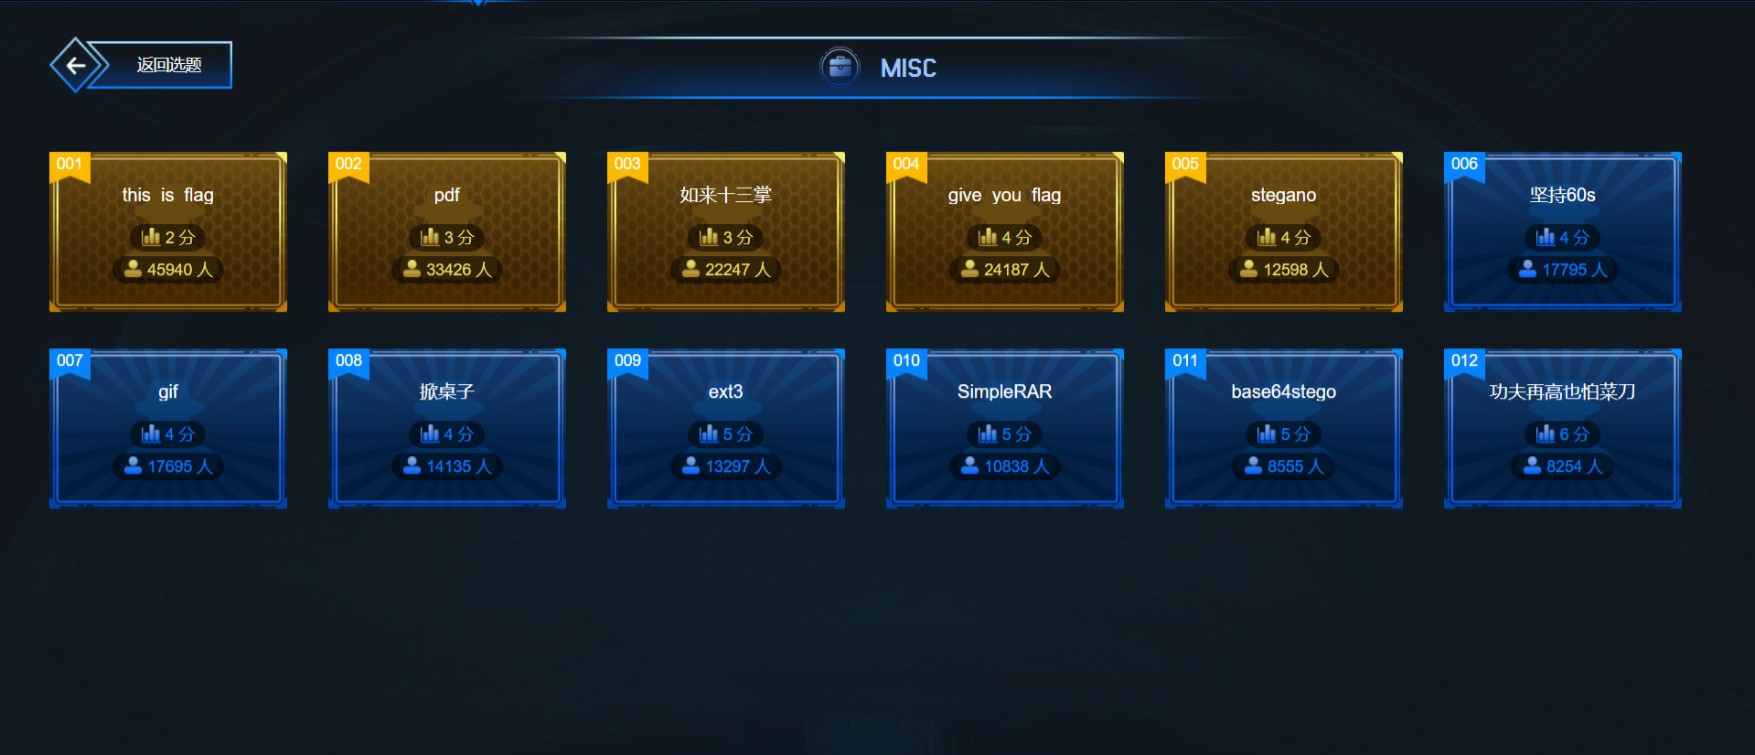 返回选题
MISC
001
this is flag
2 分
45940 人
002
pdf
3 分
33426 人
003
如来十三掌
3 分
22247 人
004
give you flag
4 分
24187 人
005
stegano
4 分
12598 人
006
坚持60s
4 分
17795 人
007
gif
4 分
17695 人
008
掀桌子
4 分
14135 人
009
ext3
5 分
13297 人
010
SimpleRAR
5 分
10838 人
011
base64stego
5 分
8555 人
012
功夫再高也怕菜刀
6 分
8254 人